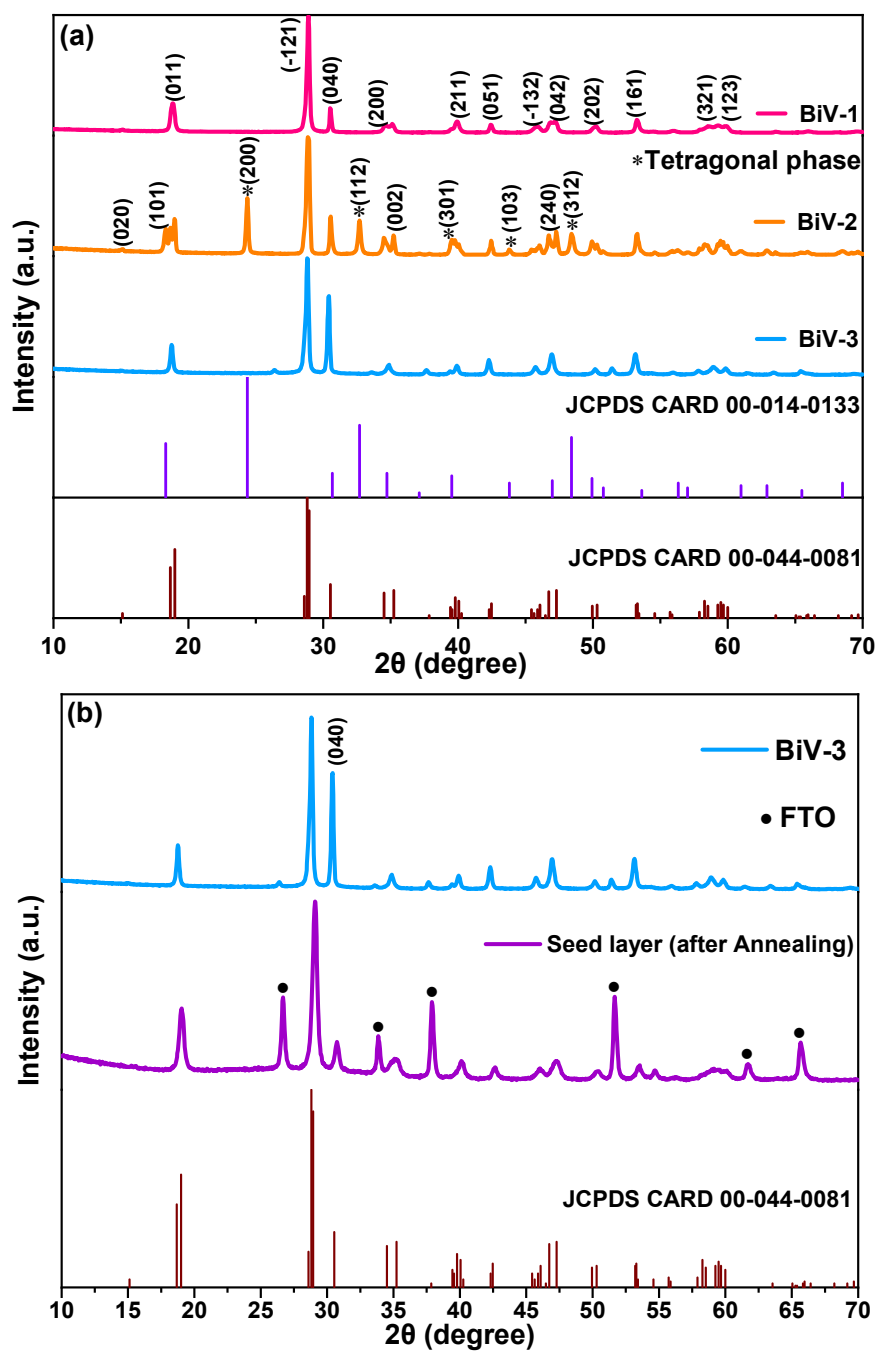 (a)
(011)
(-121)
(040)
(200)
(211)
(051)
(-132)
(042)
(202)
(161)
(321)
(123)
BiV-1
*Tetragonal phase
(020)
(101)
*(200)
*(112)
(002)
*(301)
*(103)
(240)
*(312)
BiV-2
BiV-3
JCPDS CARD 00-014-0133
JCPDS CARD 00-044-0081
Intensity (a.u.)
10 20 30 40 50 60 70
2θ (degree)
(b)
(040)
BiV-3
• FTO
Seed layer (after Annealing)
JCPDS CARD 00-044-0081
Intensity (a.u.)
10 15 20 25 30 35 40 45 50 55 60 65 70
2θ (degree)